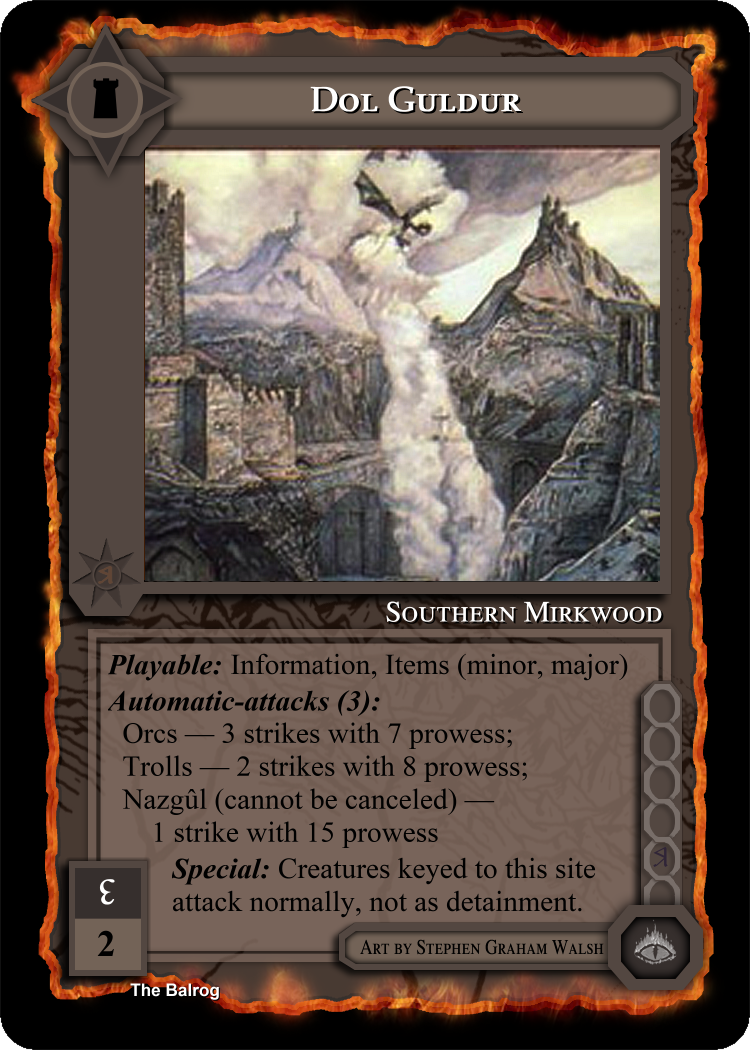 Dol Guldur
Southern Mirkwood
Playable: Information, Items (minor, major)
Automatic-attacks (3):
Orcs — 3 strikes with 7 prowess;
Trolls — 2 strikes with 8 prowess;
Nazgûl (cannot be canceled) —
1 strike with 15 prowess
Special: Creatures keyed to this site
attack normally, not as detainment.
2
Art by Stephen Graham Walsh
The Balrog